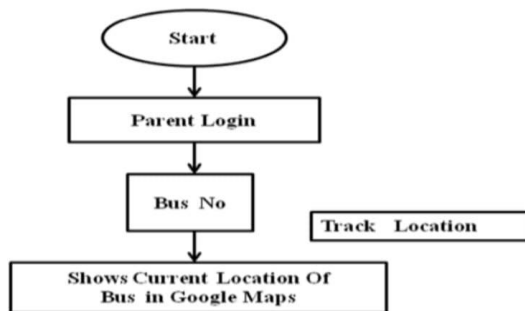 Start
Parent Login
Bus No
Track Location
Shows Current Location Of
Bus in Google Maps